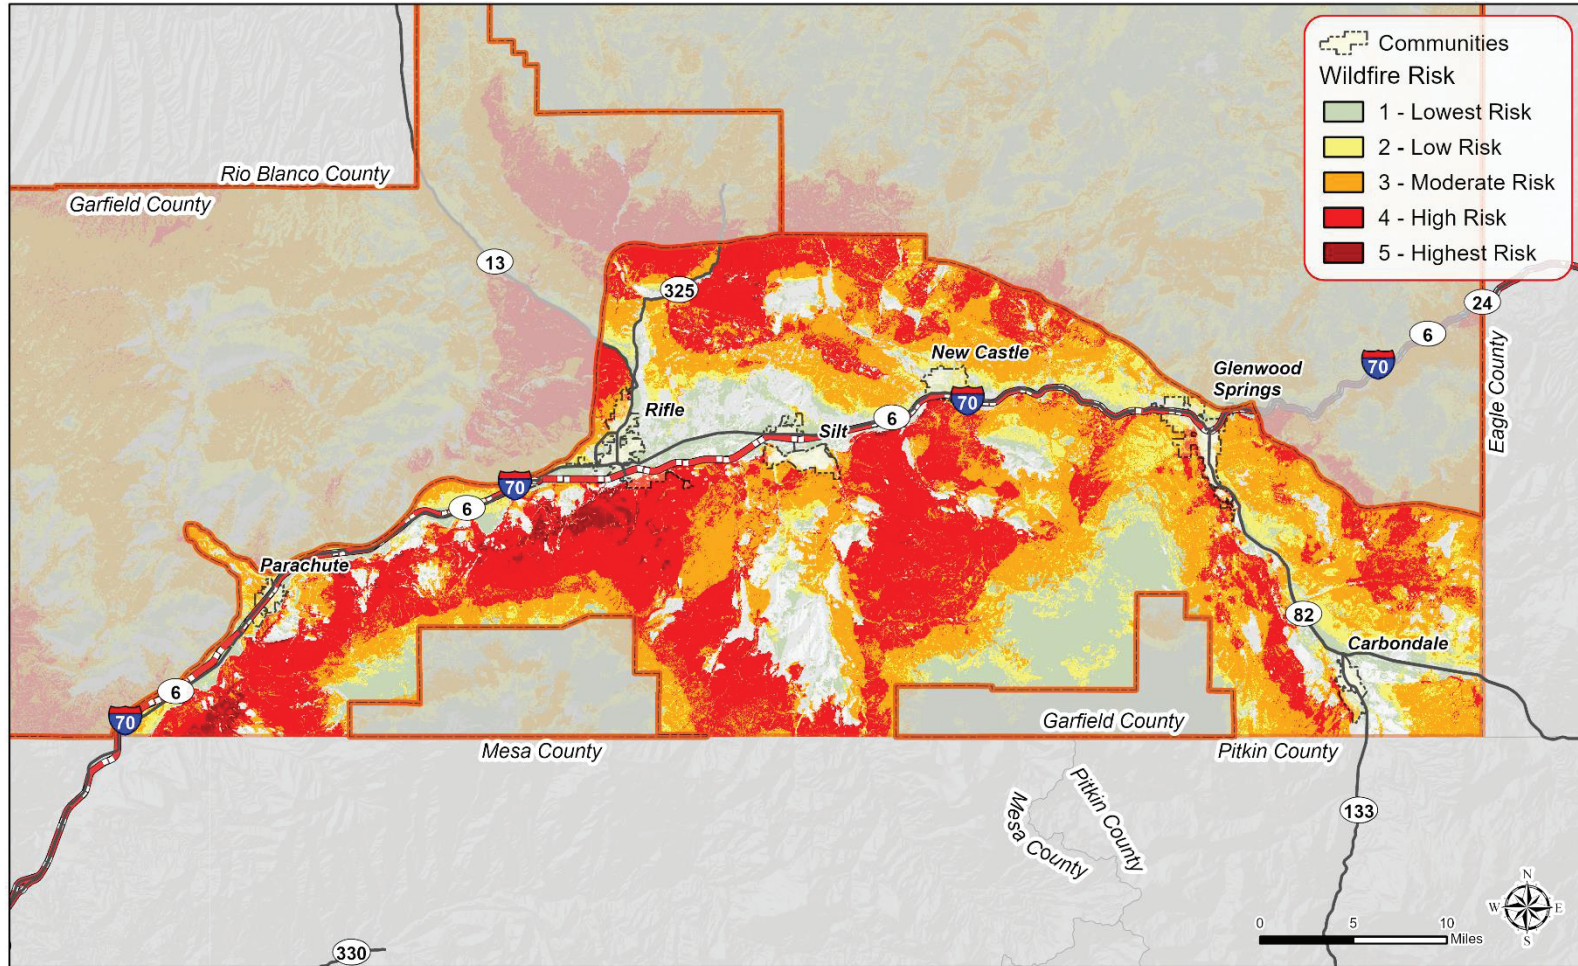 Communities
Wildfire Risk
1 - Lowest Risk
2 - Low Risk
3 - Moderate Risk
4 - High Risk
5 - Highest Risk
Rio Blanco County
Garfield County
13
325
24
6
70
Eagle County
New Castle
Glenwood
Springs
70
Rifle
6
Silt
70
6
Parachute
82
Carbondale
6
70
Garfield County
Mesa County
Pitkin County
Pitkin County
Mesa County
133
330
N
W
E
S
0
5
10
Miles